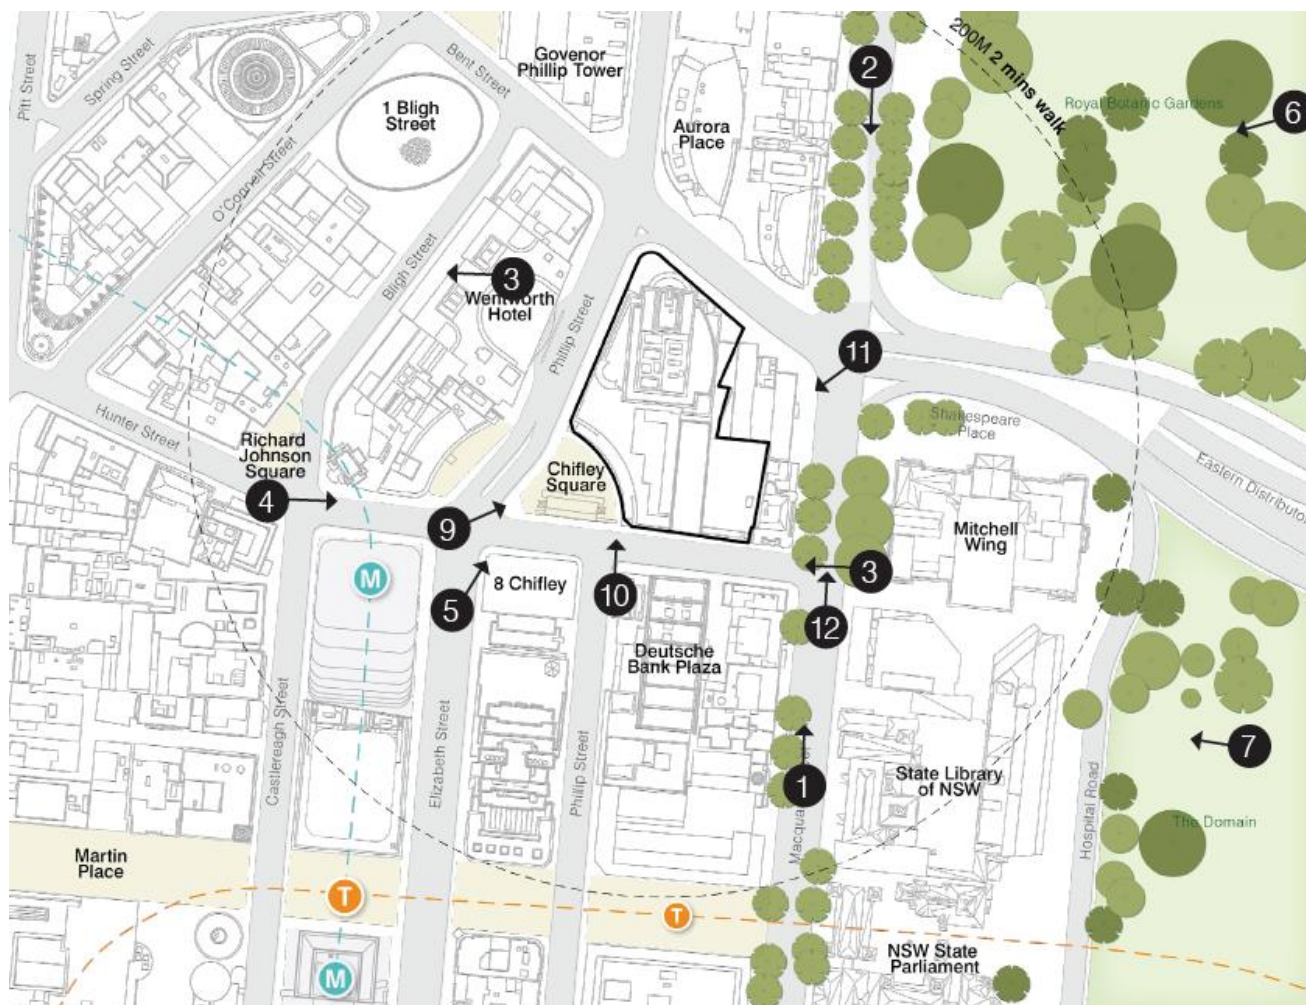 Pitt Street
Spring Street
Bent Street
Govenor
Phillip Tower
200M 2 mins walk
2
1 Bligh
Street
Royal Botanic Gardens
6
Aurora
Place
O'Connell Street
Bligh Street
3
Wentworth
Hotel
Phillip Street
11
Hunter Street
Richard
Johnson
Square
Shakespeare
Place
Chifley
Square
Eastern Distributo
4
9
Mitchell
Wing
M
5
8 Chifley
10
3
12
Deutsche
Bank Plaza
Castlereagh Street
Elizabeth Street
Phillip Street
Macqua
1
7
State Library
of NSW
Hospital Road
The Domain
Martin
Place
T
T
NSW State
Parliament
M